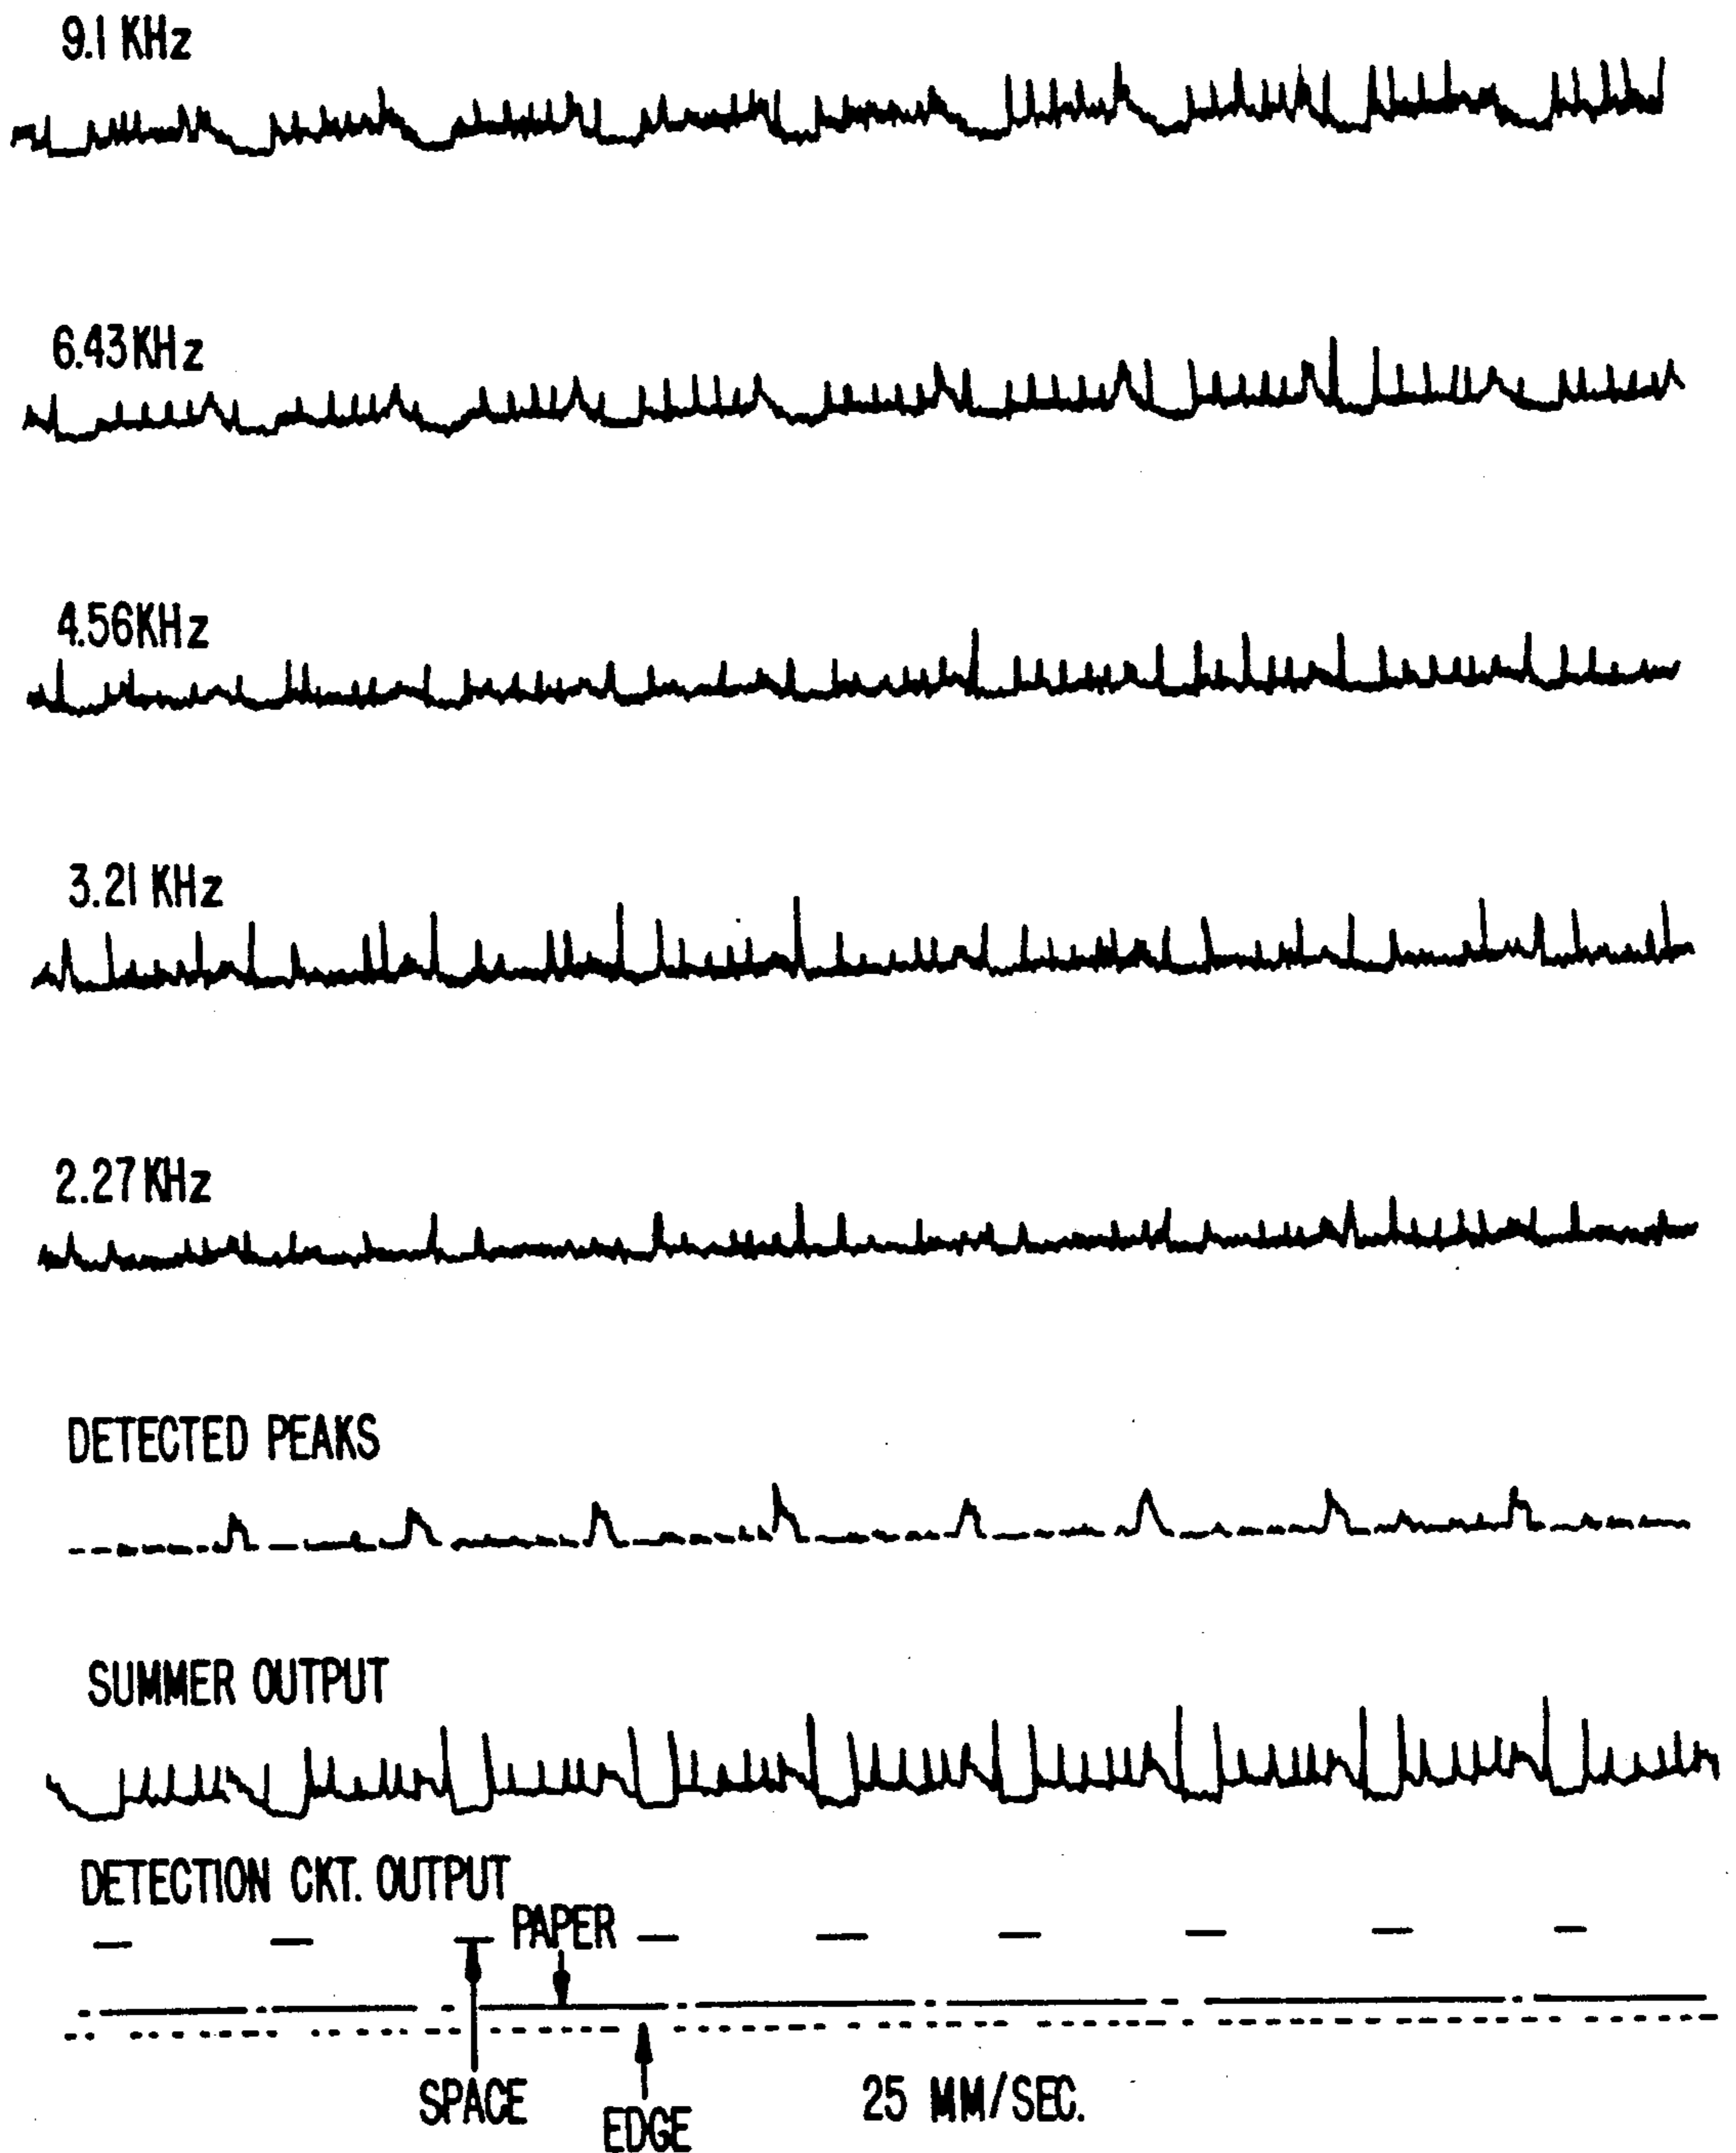 9.1 KHz
6.43 KHz
4.56 KHz
3.21 KHz
2.27 KHz
DETECTED PEAKS
SUMMER OUTPUT
DETECTION CKT. OUTPUT
PAPER
SPACE
EDGE
25 MM/SEC.